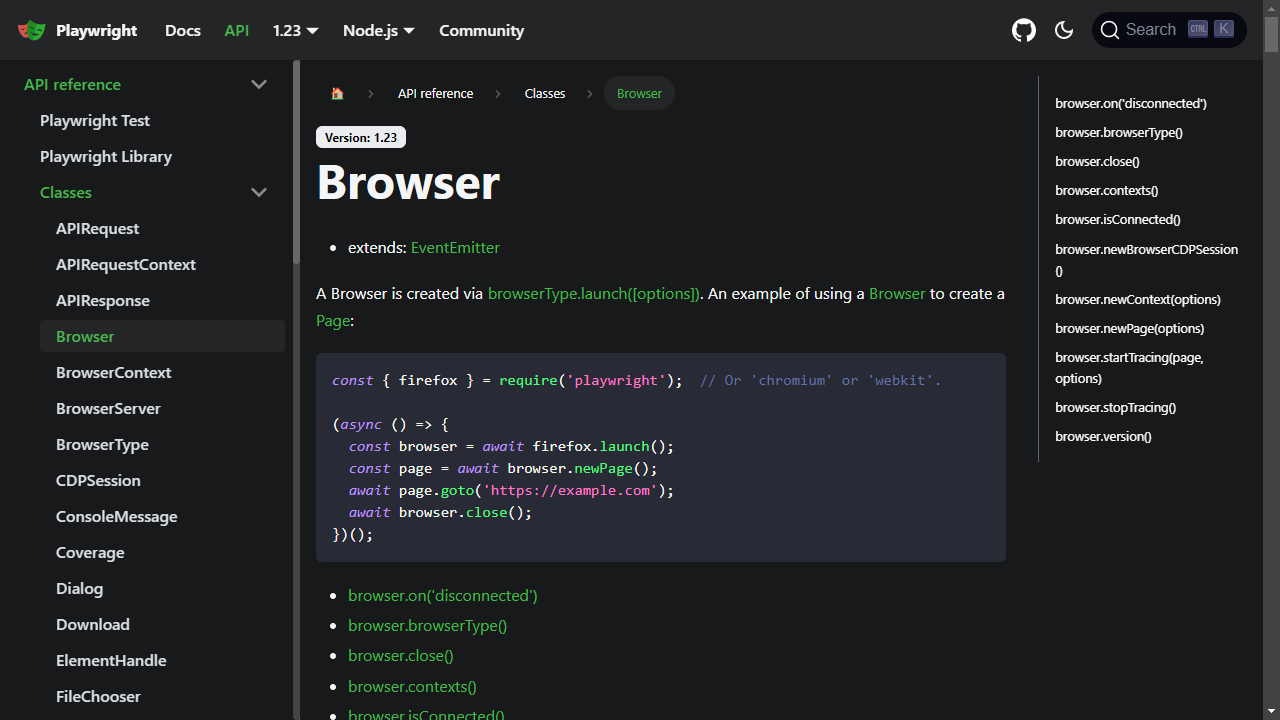 Playwright Docs API 1.23 Node.js Community Search CTRL K
API reference
Playwright Test
Playwright Library
Classes
APIRequest
APIRequestContext
APIResponse
Browser
BrowserContext
BrowserServer
BrowserType
CDPSession
ConsoleMessage
Coverage
Dialog
Download
ElementHandle
FileChooser
API reference Classes Browser
Version: 1.23
Browser
extends: EventEmitter
A Browser is created via browserType.launch([options]). An example of using a Browser to create a
Page:
const { firefox } = require('playwright');  // Or 'chromium' or 'webkit'.
(async () => {
  const browser = await firefox.launch();
  const page = await browser.newPage();
  await page.goto('https://example.com');
  await browser.close();
})();
browser.on('disconnected')
browser.browserType()
browser.close()
browser.contexts()
browser.isConnected()
browser.on('disconnected')
browser.browserType()
browser.close()
browser.contexts()
browser.isConnected()
browser.newBrowserCDPSession
()
browser.newContext(options)
browser.newPage(options)
browser.startTracing(page,
options)
browser.stopTracing()
browser.version()